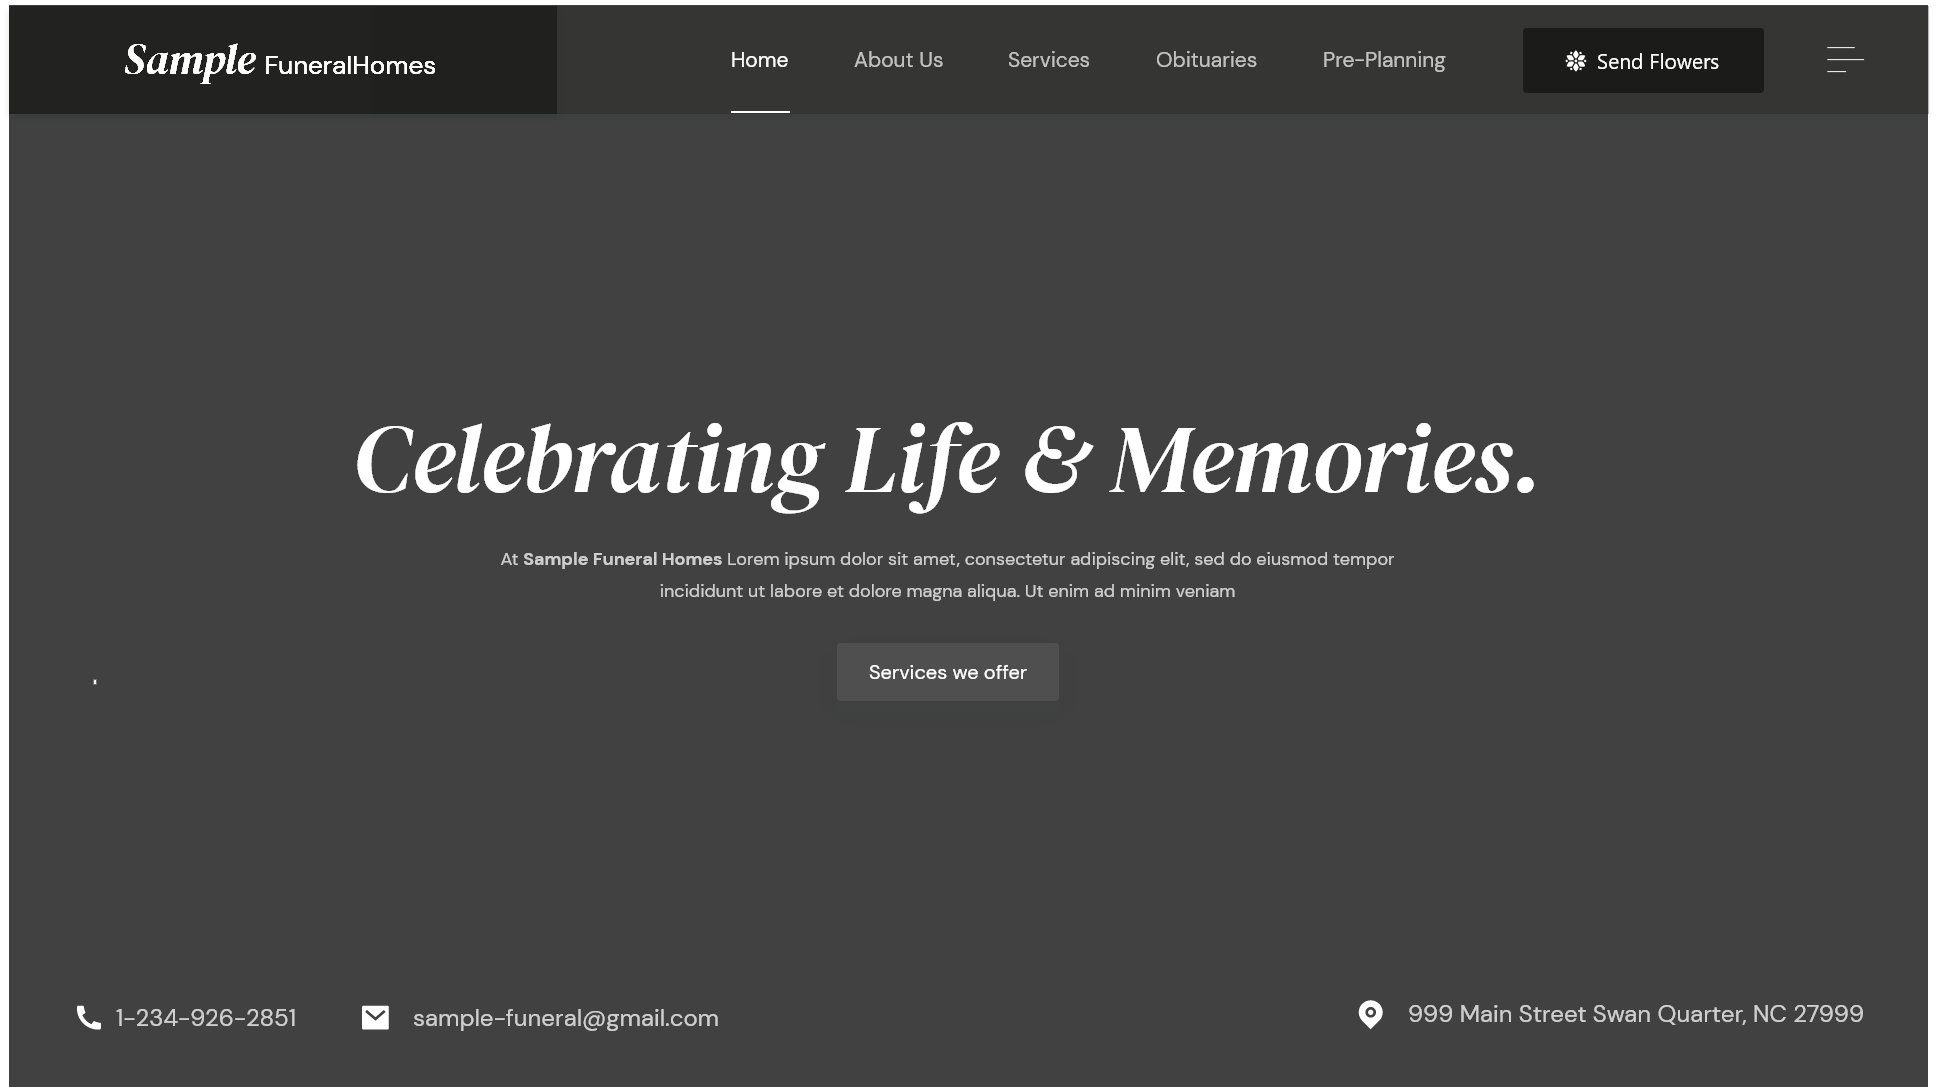 Sample FuneralHomes
Home
About Us
Services
Obituaries
Pre-Planning
Send Flowers
Celebrating Life & Memories.
At Sample Funeral Homes Lorem ipsum dolor sit amet, consectetur adipiscing elit, sed do eiusmod tempor
incididunt ut labore et dolore magna aliqua. Ut enim ad minim veniam
Services we offer
1-234-926-2851
sample-funeral@gmail.com
999 Main Street Swan Quarter, NC 27999